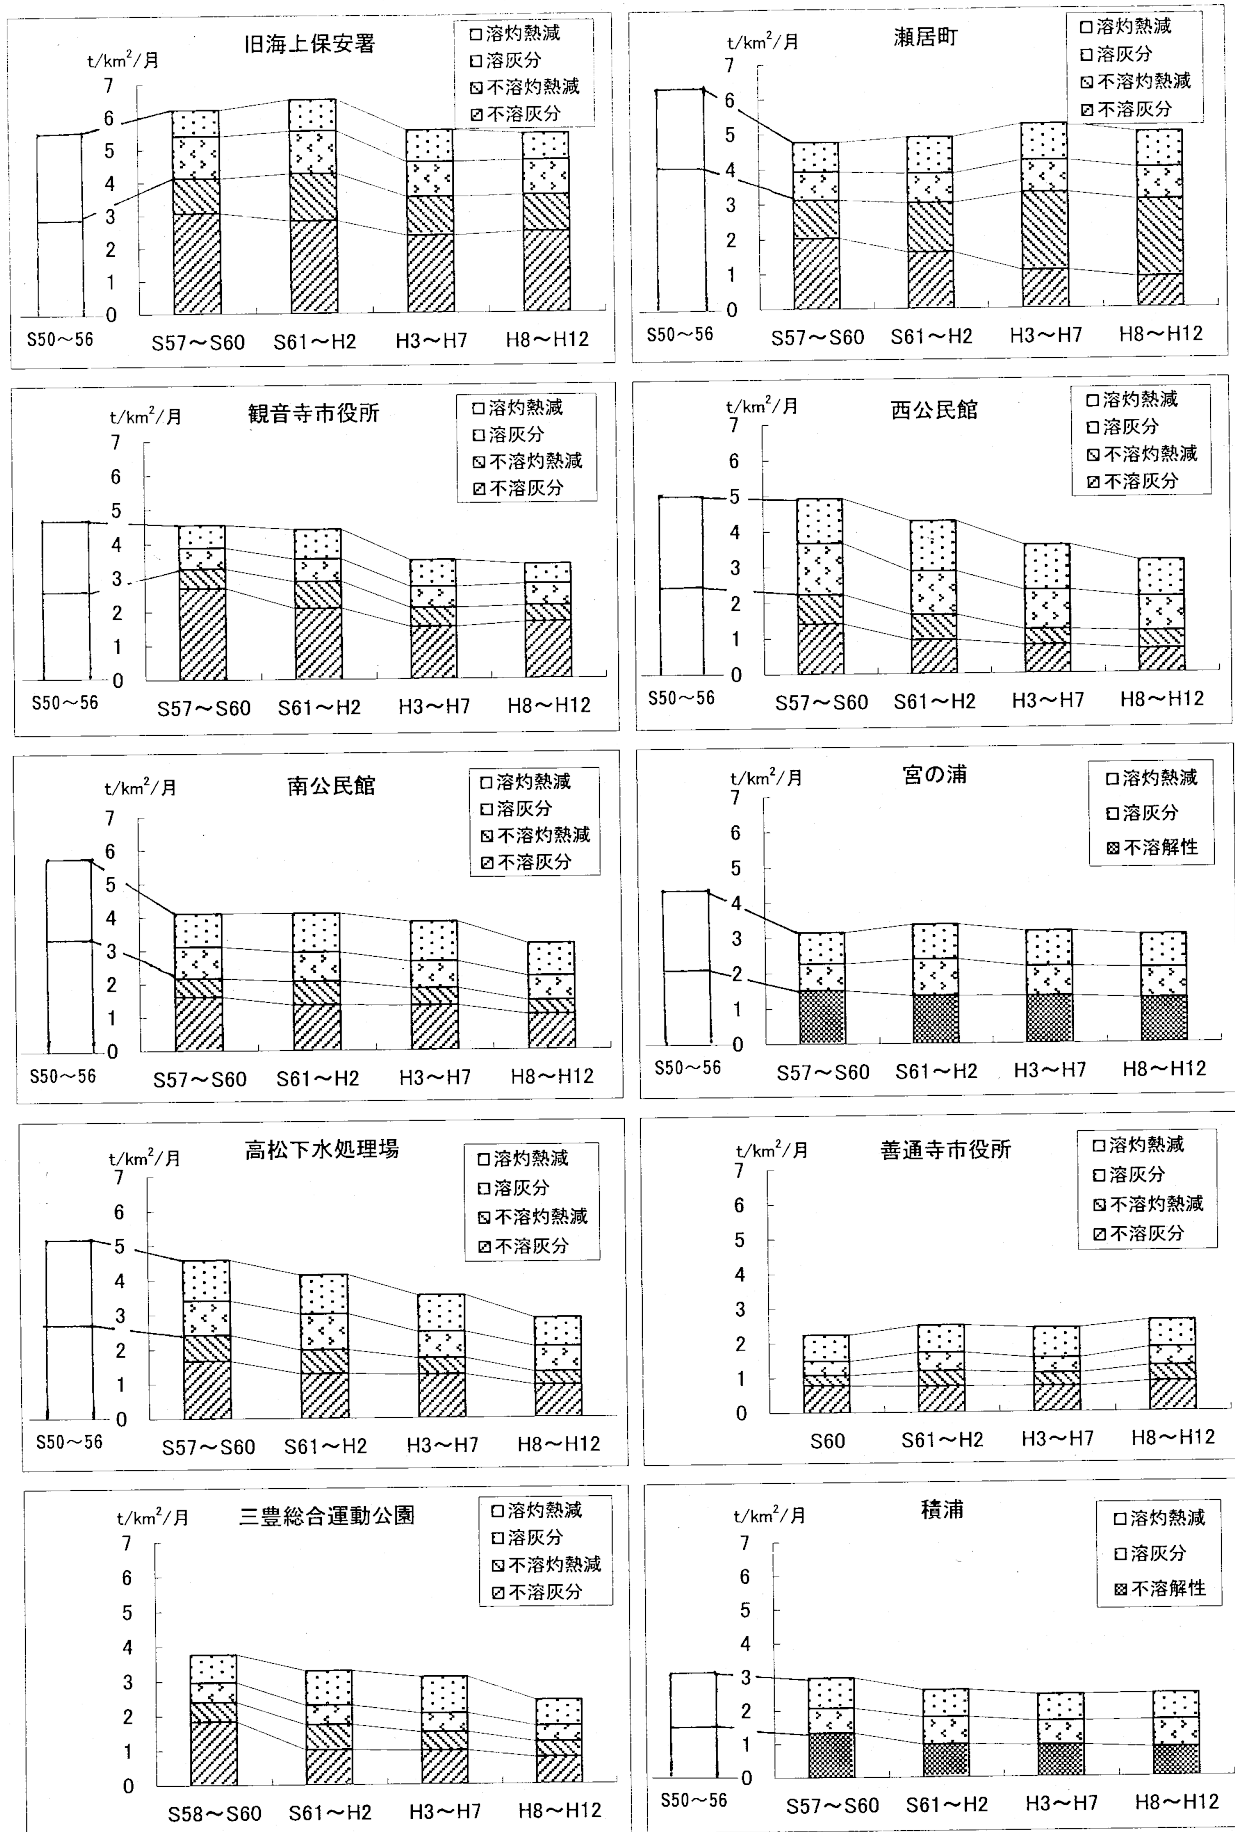 旧海上保安署
t/km²/月
□溶灼熱減
□溶灰分
□不溶灼熱減
□不溶灰分
7
6
5
4
3
2
1
0
S50～56
S57～S60
S61～H2
H3～H7
H8～H12
瀬居町
t/km²/月
□溶灼熱減
□溶灰分
□不溶灼熱減
□不溶灰分
7
6
5
4
3
2
1
0
S50～56
S57～S60
S61～H2
H3～H7
H8～H12
観音寺市役所
t/km²/月
□溶灼熱減
□溶灰分
□不溶灼熱減
□不溶灰分
7
6
5
4
3
2
1
0
S50～56
S57～S60
S61～H2
H3～H7
H8～H12
西公民館
t/km²/月
□溶灼熱減
□溶灰分
□不溶灼熱減
□不溶灰分
7
6
5
4
3
2
1
0
S50～56
S57～S60
S61～H2
H3～H7
H8～H12
南公民館
t/km²/月
□溶灼熱減
□溶灰分
□不溶灼熱減
□不溶灰分
7
6
5
4
3
2
1
0
S50～56
S57～S60
S61～H2
H3～H7
H8～H12
宮の浦
t/km²/月
□溶灼熱減
□溶灰分
□不溶解性
7
6
5
4
3
2
1
0
S50～56
S57～S60
S61～H2
H3～H7
H8～H12
高松下水処理場
t/km²/月
□溶灼熱減
□溶灰分
□不溶灼熱減
□不溶灰分
7
6
5
4
3
2
1
0
S50～56
S57～S60
S61～H2
H3～H7
H8～H12
善通寺市役所
t/km²/月
□溶灼熱減
□溶灰分
□不溶灼熱減
□不溶灰分
7
6
5
4
3
2
1
0
S60
S61～H2
H3～H7
H8～H12
三豊総合運動公園
t/km²/月
□溶灼熱減
□溶灰分
□不溶灼熱減
□不溶灰分
7
6
5
4
3
2
1
0
S58～S60
S61～H2
H3～H7
H8～H12
積浦
t/km²/月
□溶灼熱減
□溶灰分
□不溶解性
7
6
5
4
3
2
1
0
S50～56
S57～S60
S61～H2
H3～H7
H8～H12